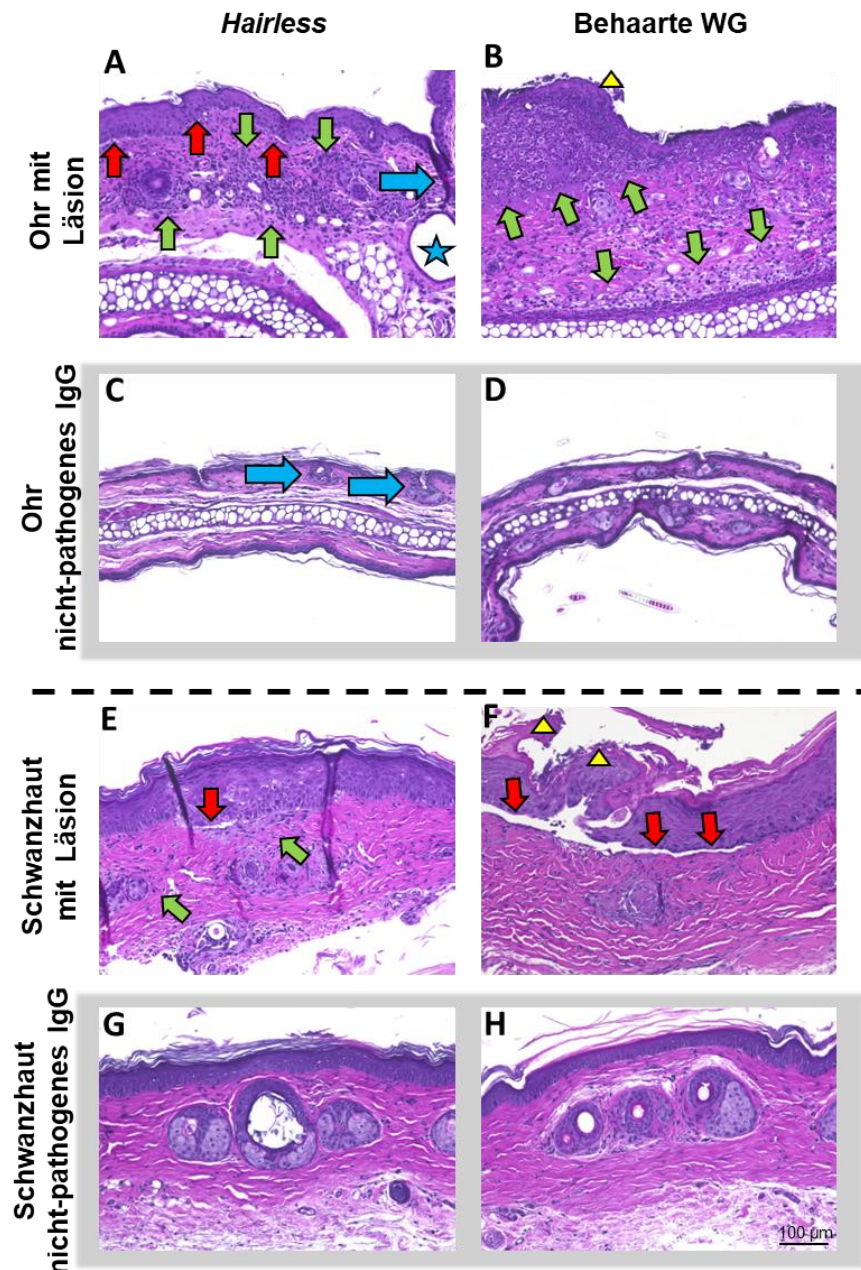 Hairless
Behaarte WG
A
B
Ohr mit
Läsion
C
D
Ohr
nicht-pathogenes IgG
E
F
Schwanzhaut
mit Läsion
G
H
Schwanzhaut
nicht-pathogenes IgG
100 µm